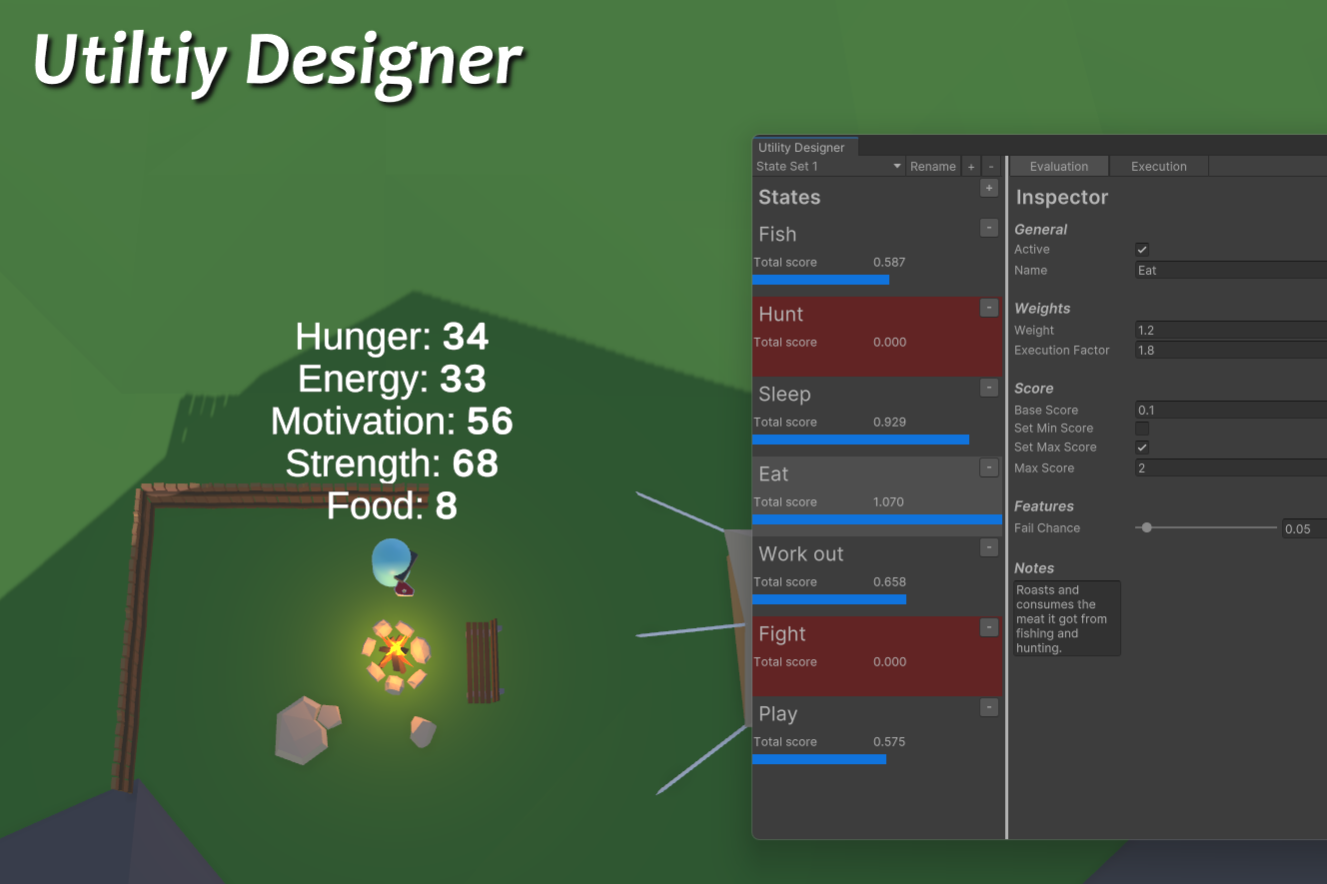 Utiltiy Designer
Hunger: 34
Energy: 33
Motivation: 56
Strength: 68
Food: 8
Utility Designer
State Set 1 Rename + -
States +
Fish -
Total score 0.587
Hunt -
Total score 0.000
Sleep -
Total score 0.929
Eat -
Total score 1.070
Work out -
Total score 0.658
Fight -
Total score 0.000
Play -
Total score 0.575
Evaluation Execution
Inspector
General
Active
Name Eat
Weights
Weight 1.2
Execution Factor 1.8
Score
Base Score 0.1
Set Min Score
Set Max Score
Max Score 2
Features
Fail Chance 0.05
Notes
Roasts and
consumes the
meat it got from
fishing and
hunting.